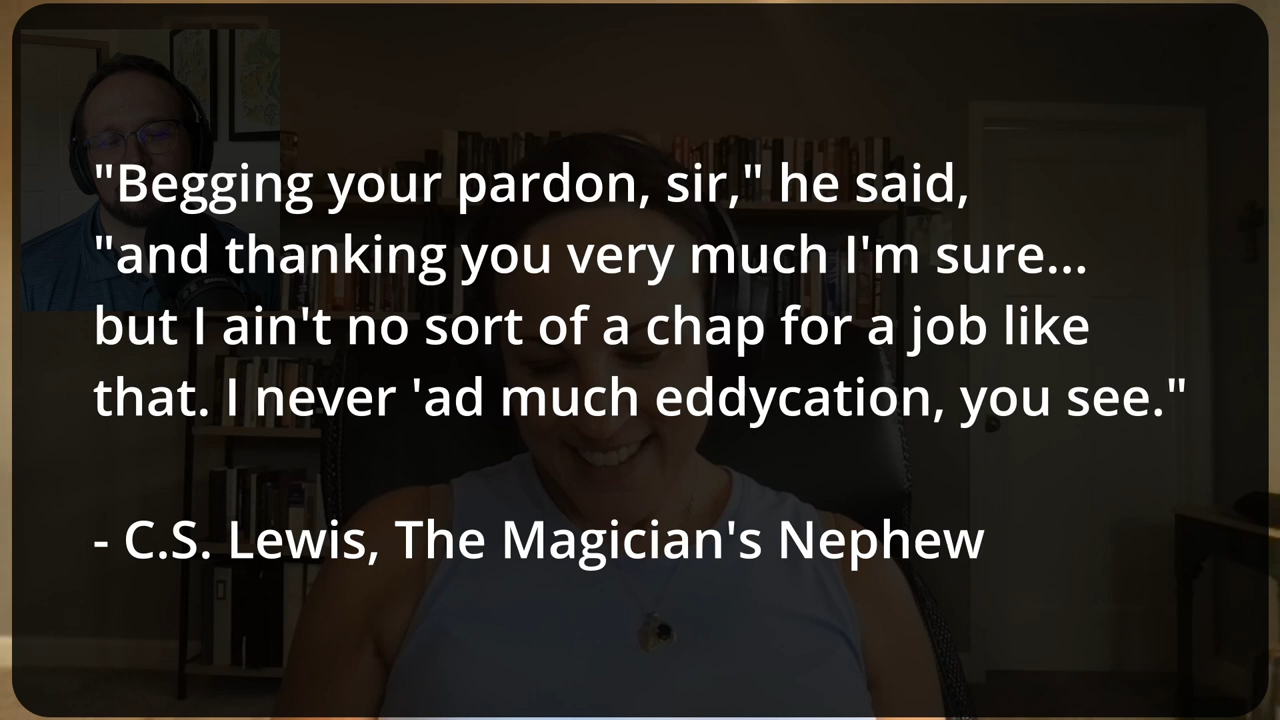 "Begging your pardon, sir," he said,
"and thanking you very much I'm sure...
but I ain't no sort of a chap for a job like
that. I never 'ad much eddycation, you see."
- C.S. Lewis, The Magician's Nephew